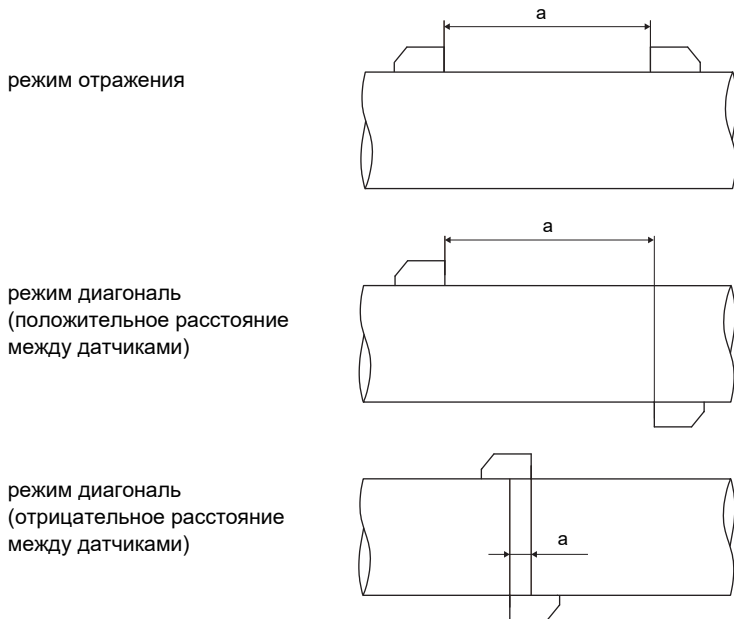 a
режим отражения
a
режим диагональ
(положительное расстояние
между датчиками)
режим диагональ
(отрицательное расстояние
между датчиками)
a